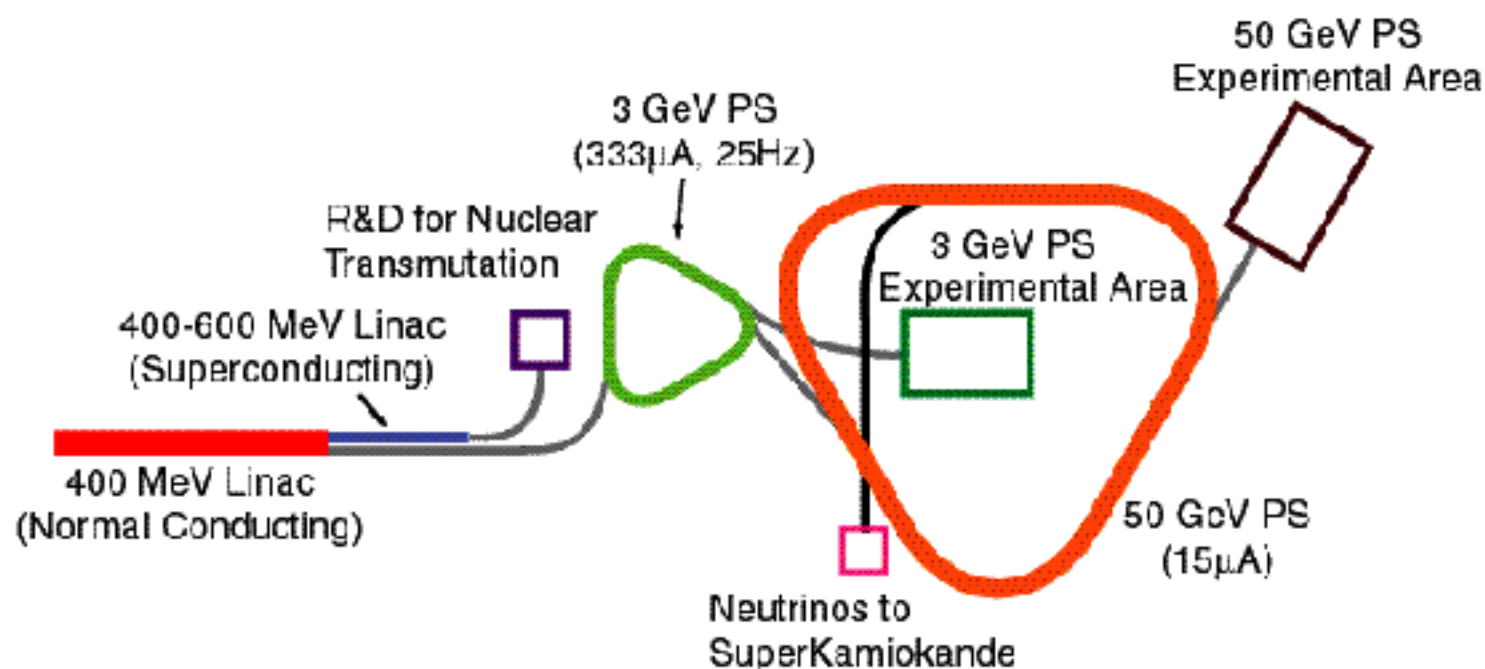 50 GeV PS
Experimental Area
3 GeV PS
(333μA, 25Hz)
R&D for Nuclear
Transmutation
3 GeV PS
Experimental Area
400-600 MeV Linac
(Superconducting)
400 MeV Linac
(Normal Conducting)
50 GeV PS
(15μA)
Neutrinos to
SuperKamiokande